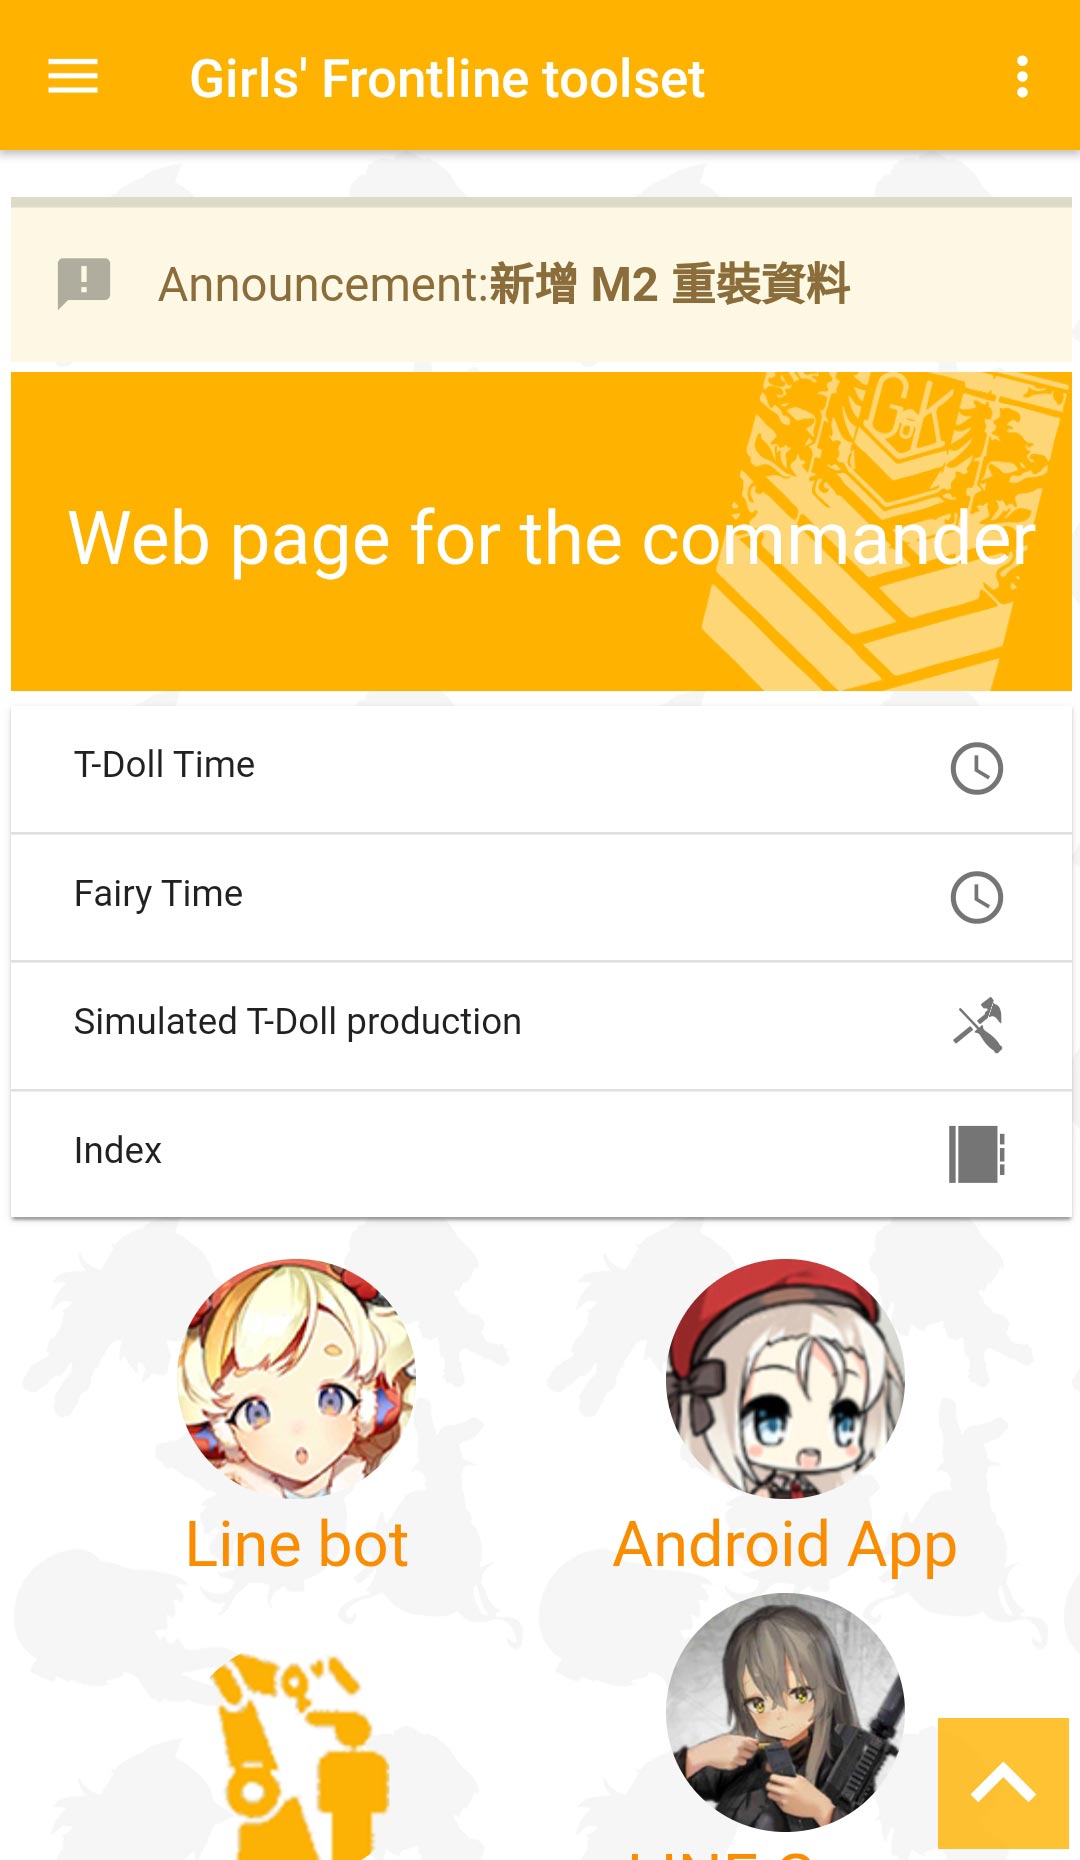 Girls' Frontline toolset
Announcement:新增 M2 重裝資料
G&K
Web page for the commander
T-Doll Time
Fairy Time
Simulated T-Doll production
Index
Line bot
Android App